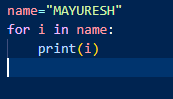 name="MAYURESH"
for i in name:
    print(i)